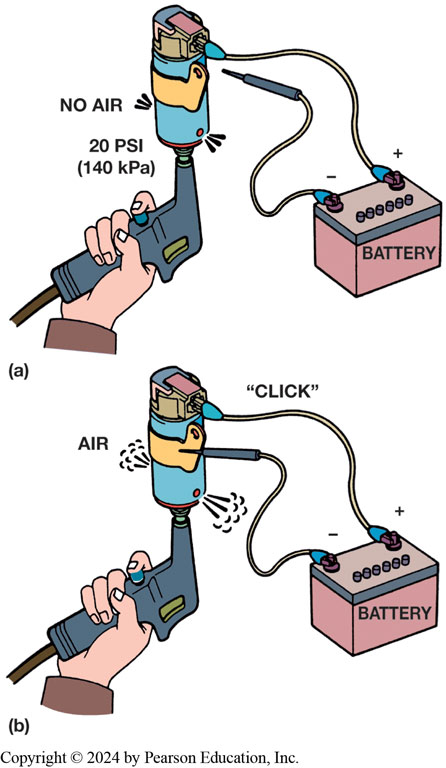 NO AIR
20 PSI
(140 kPa)
+
–
BATTERY
(a)
"CLICK"
AIR
+
–
BATTERY
(b)
Copyright © 2024 by Pearson Education, Inc.